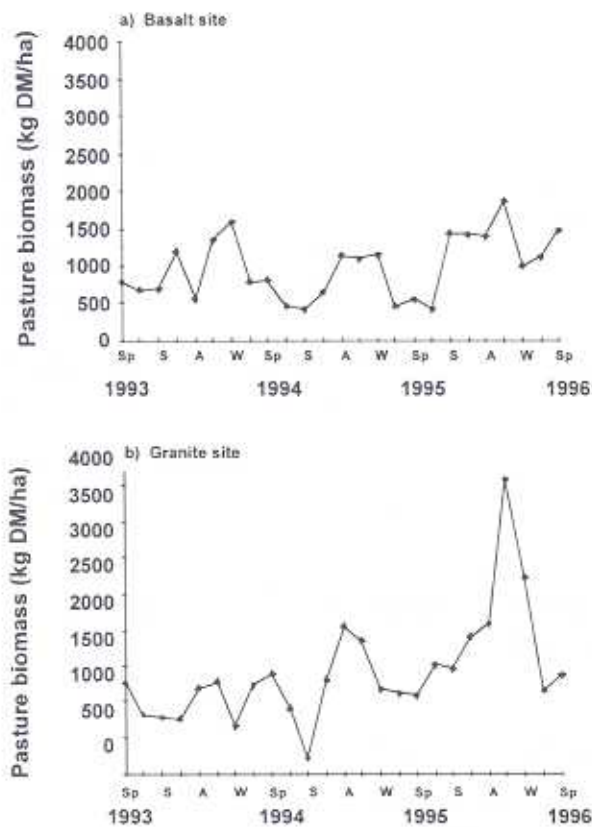 a) Basalt site
Pasture biomass (kg DM/ha)
4000
3500
3000
2500
2000
1500
1000
500
0
Sp S A W Sp S A W Sp S A W Sp
1993 1994 1995 1996
b) Granite site
Pasture biomass (kg DM/ha)
4000
3500
3000
2500
2000
1500
1000
500
0
Sp S A W Sp S A W Sp S A W Sp
1993 1994 1995 1996